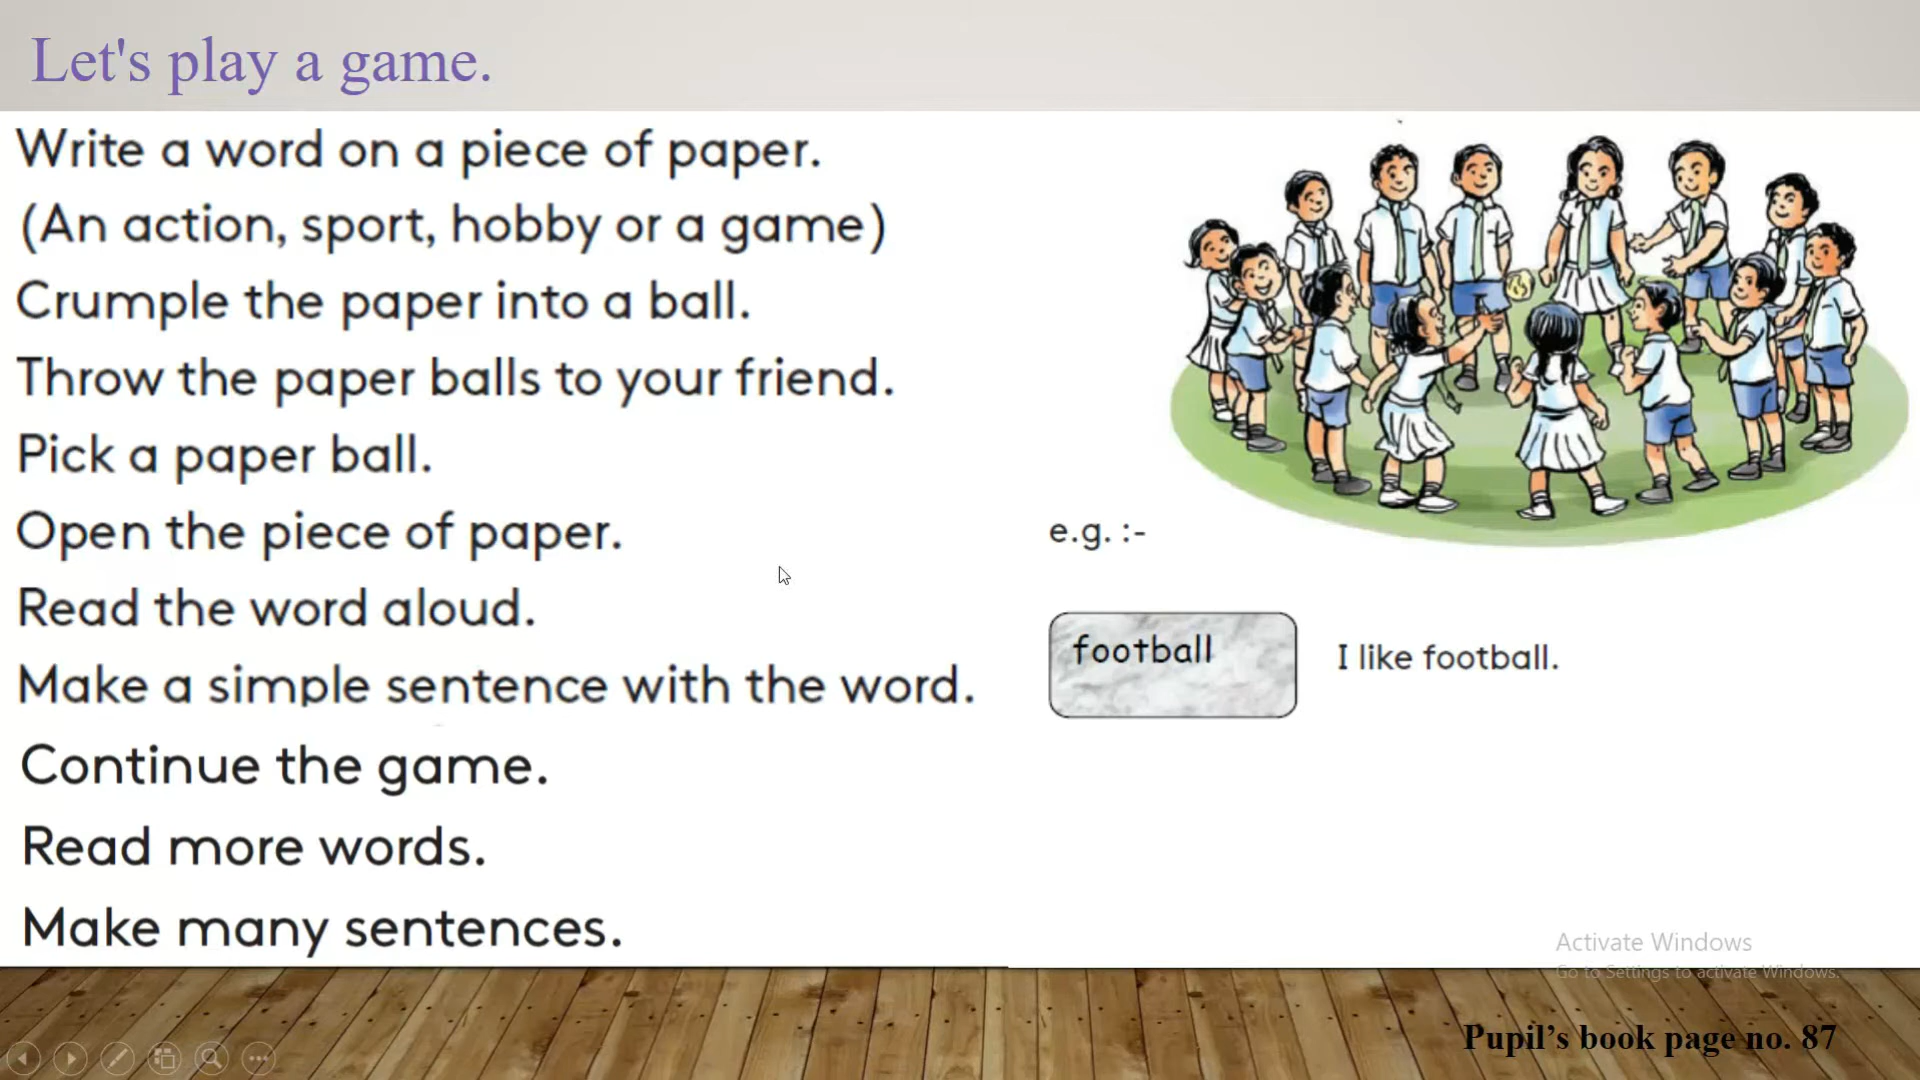 Let's play a game.
Write a word on a piece of paper.
(An action, sport, hobby or a game)
Crumple the paper into a ball.
Throw the paper balls to your friend.
Pick a paper ball.
Open the piece of paper.
Read the word aloud.
Make a simple sentence with the word.
Continue the game.
Read more words.
Make many sentences.
e.g. :-
football
I like football.
Activate Windows
Go to Settings to activate Windows.
Pupil’s book page no. 87